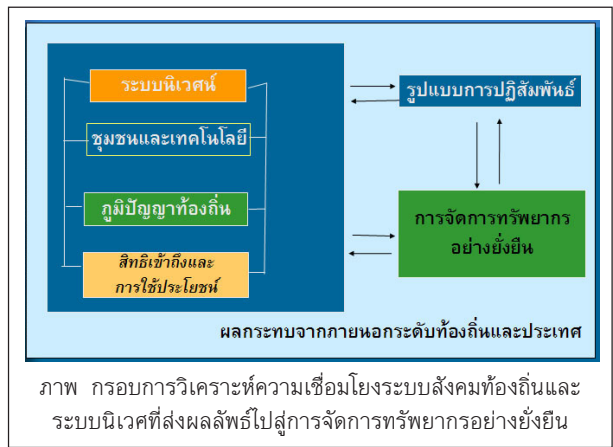 ระบบนิเวศน์
ชุมชนและเทคโนโลยี
ภูมิปัญญาท้องถิ่น
สิทธิเข้าถึงและ
การใช้ประโยชน์
รูปแบบการปฏิสัมพันธ์
การจัดการทรัพยากร
อย่างยั่งยืน
ผลกระทบจากภายนอกระดับท้องถิ่นและประเทศ
ภาพ กรอบการวิเคราะห์ความเชื่อมโยงระบบสังคมท้องถิ่นและ
ระบบนิเวศที่ส่งผลลัพธ์ไปสู่การจัดการทรัพยากรอย่างยั่งยืน